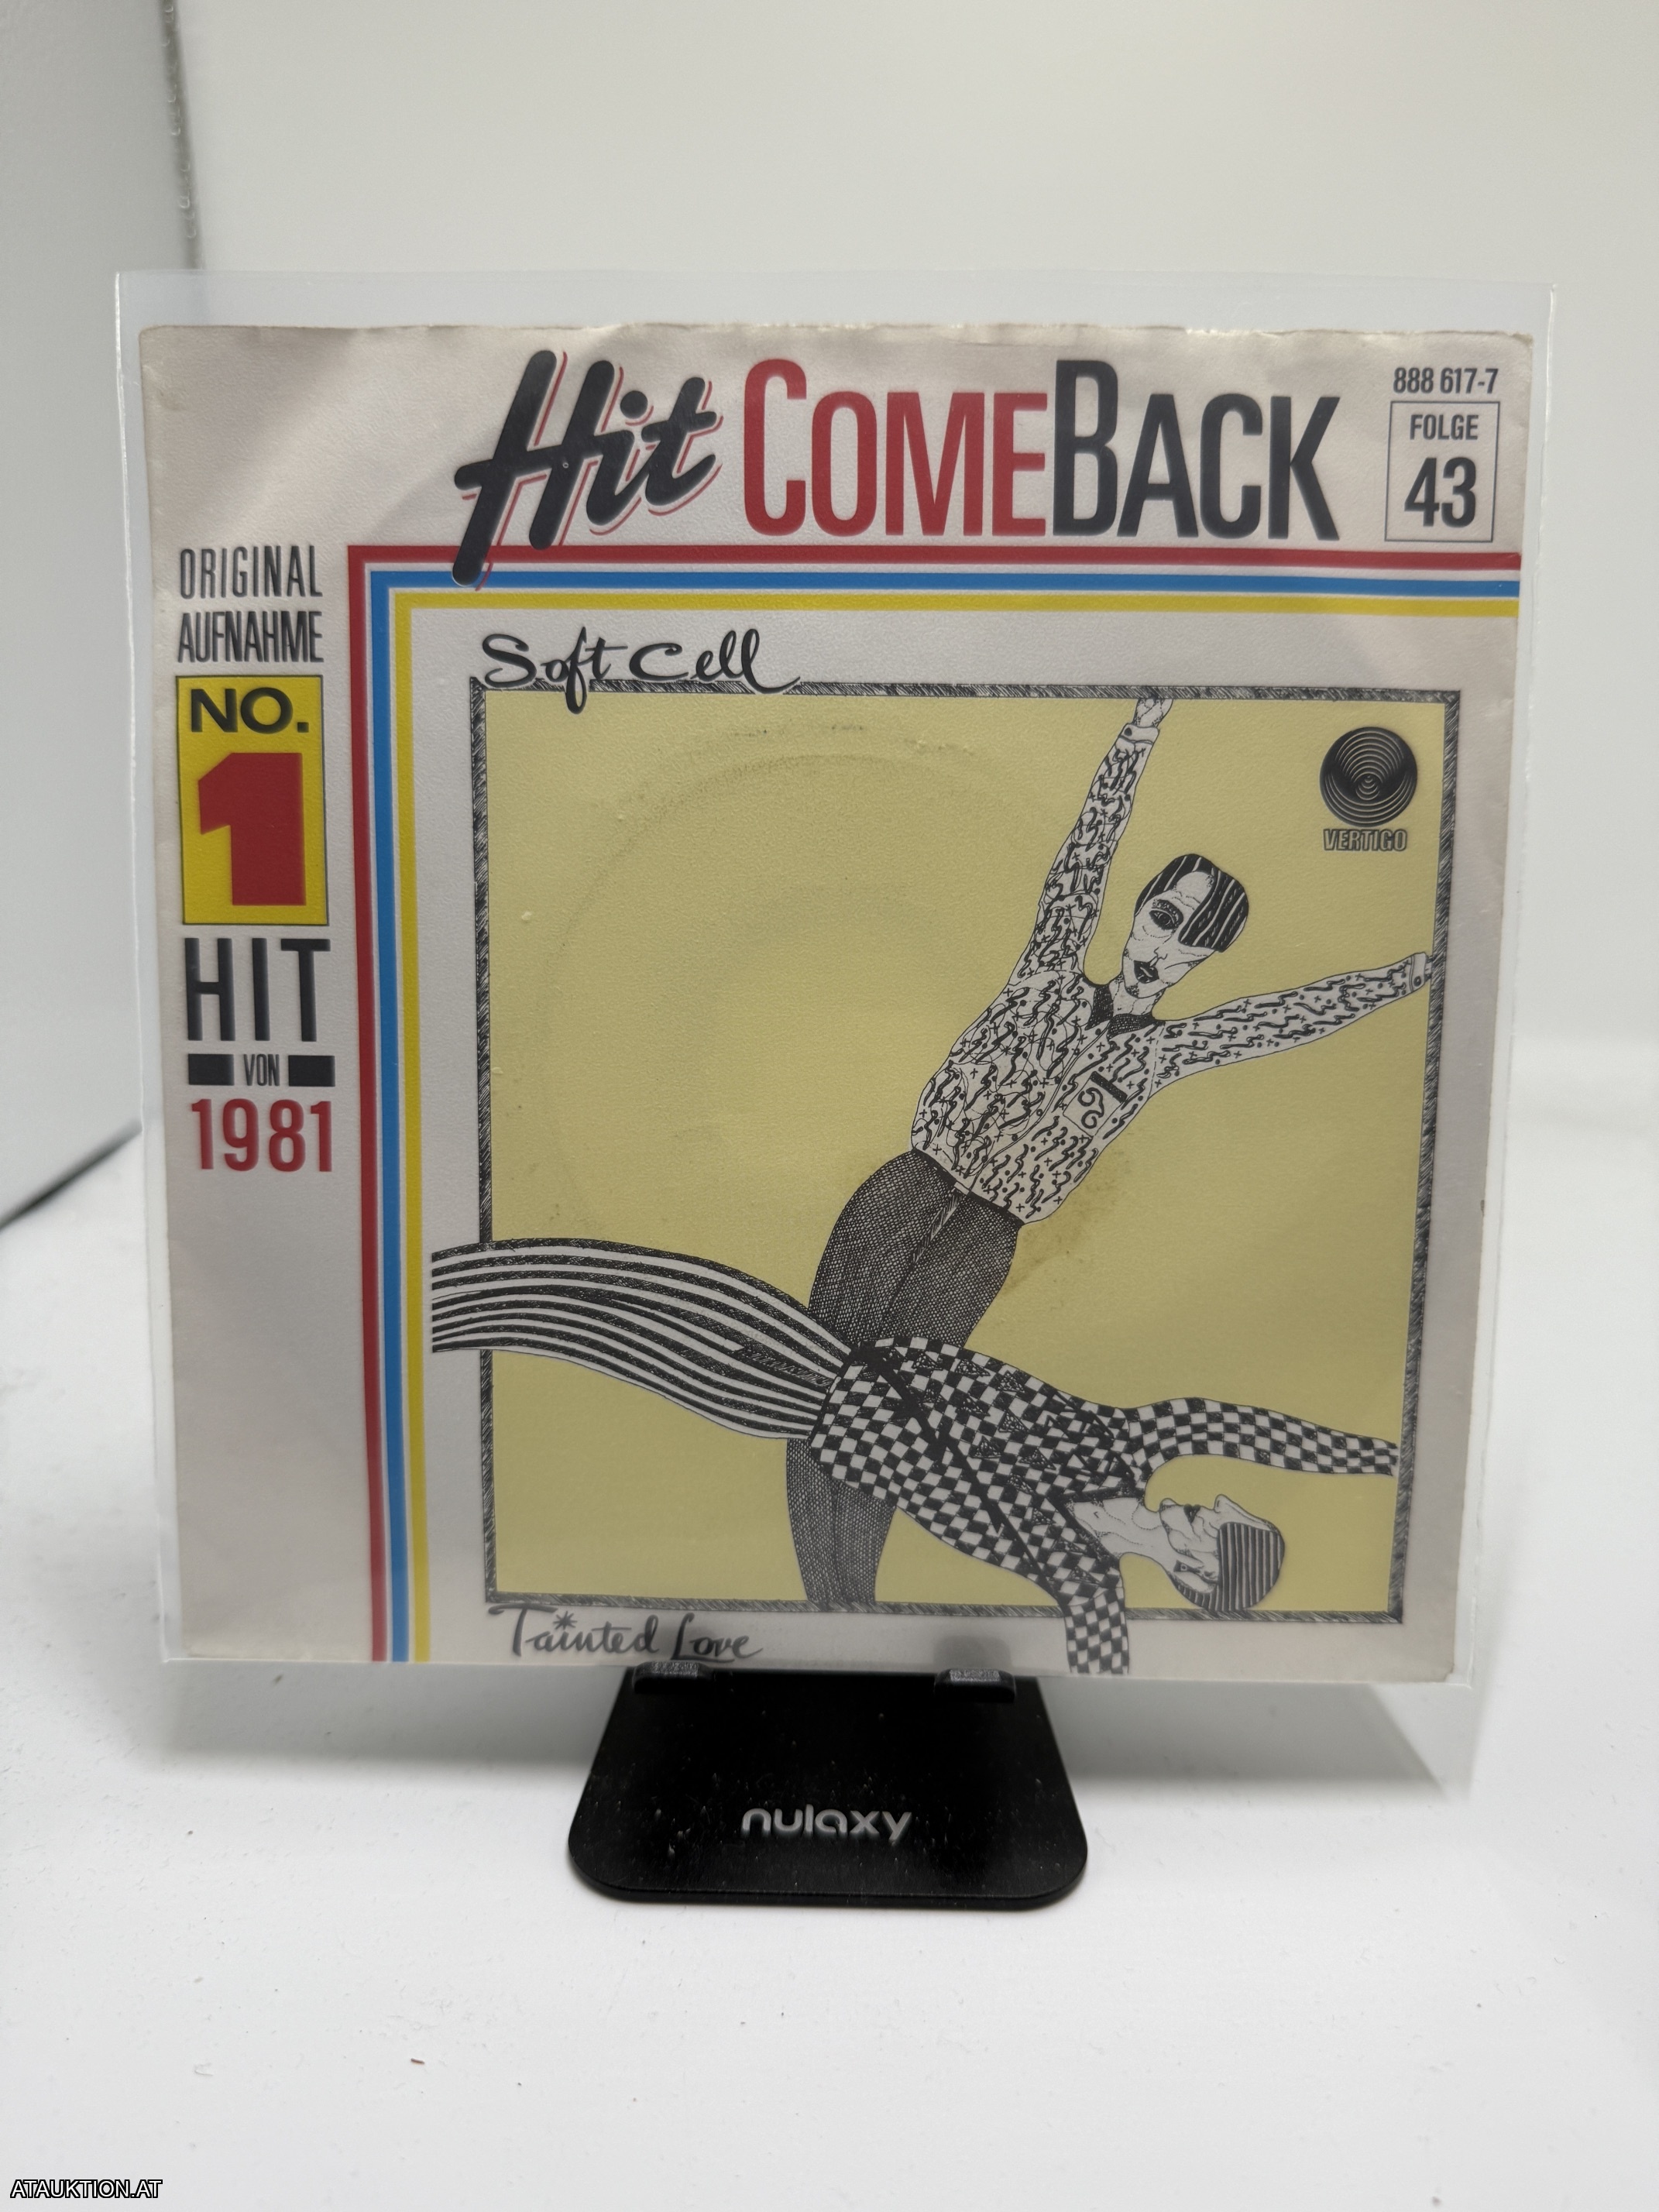 Hit COMEBACK
888 617-7
FOLGE
43
ORIGINAL
AUFNAHME
NO.
1
HIT
VON
1981
Soft Cell
VERTIGO
Tainted Love
nulaxy
ATAUKTION.AT